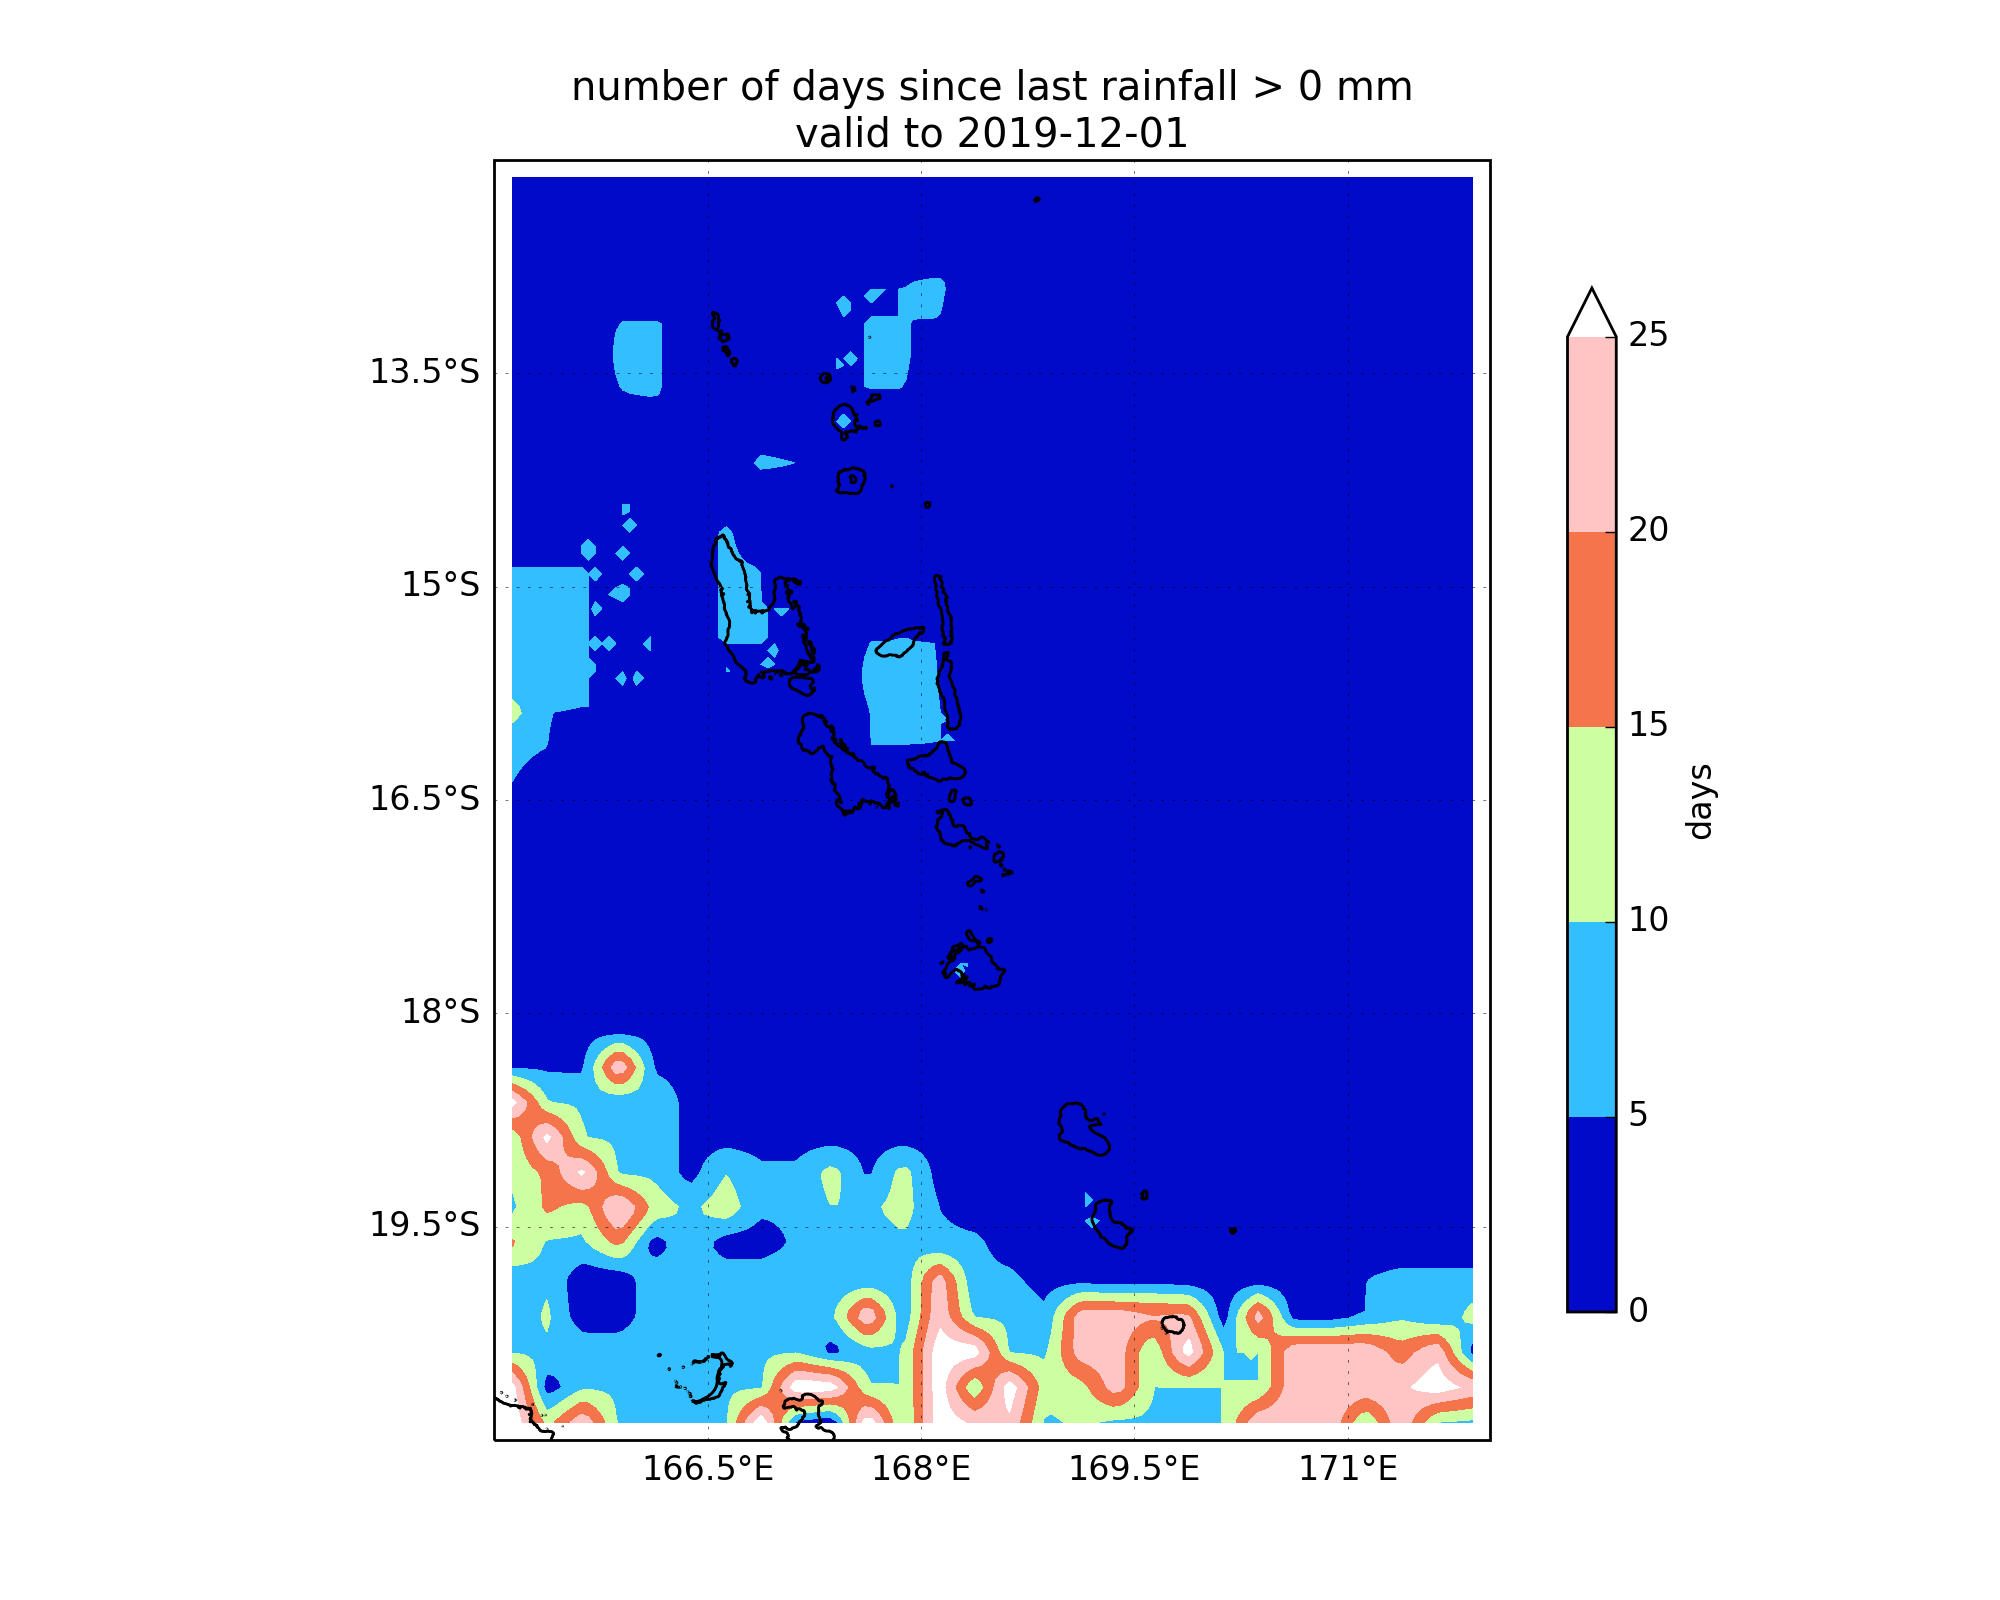 number of days since last rainfall > 0 mm
valid to 2019-12-01
13.5°S
15°S
16.5°S
18°S
19.5°S
166.5°E
168°E
169.5°E
171°E
25
20
15
10
5
0
days